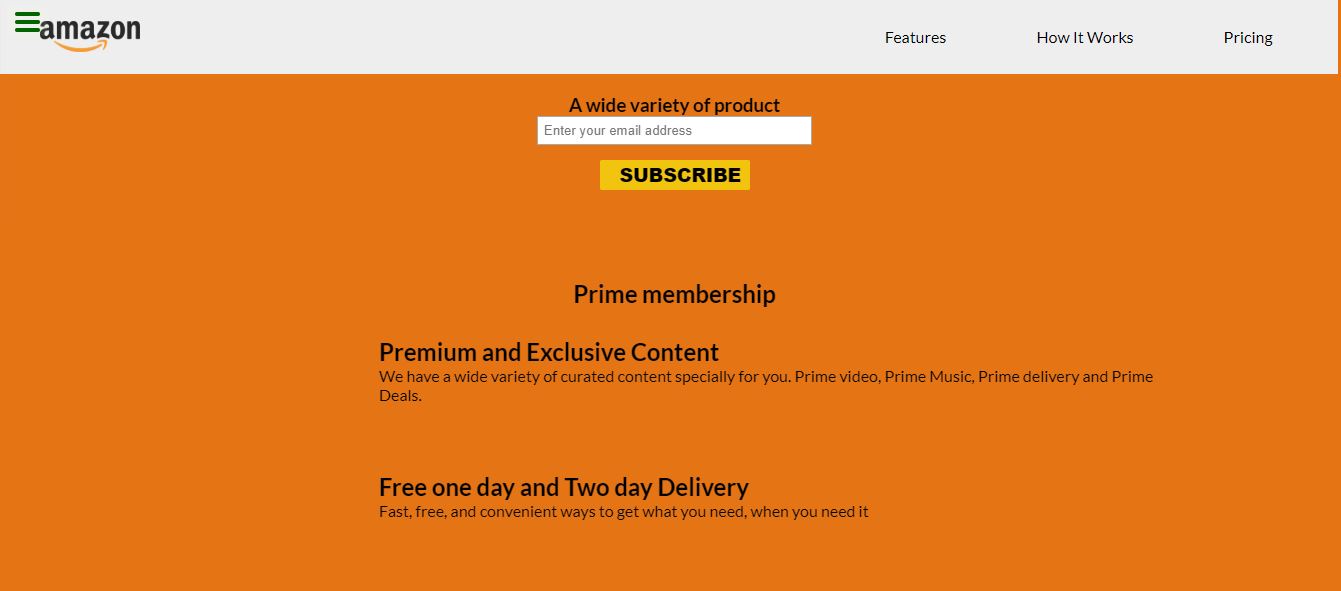 amazon
Features
How It Works
Pricing
A wide variety of product
Enter your email address
SUBSCRIBE
Prime membership
Premium and Exclusive Content
We have a wide variety of curated content specially for you. Prime video, Prime Music, Prime delivery and Prime
Deals.
Free one day and Two day Delivery
Fast, free, and convenient ways to get what you need, when you need it